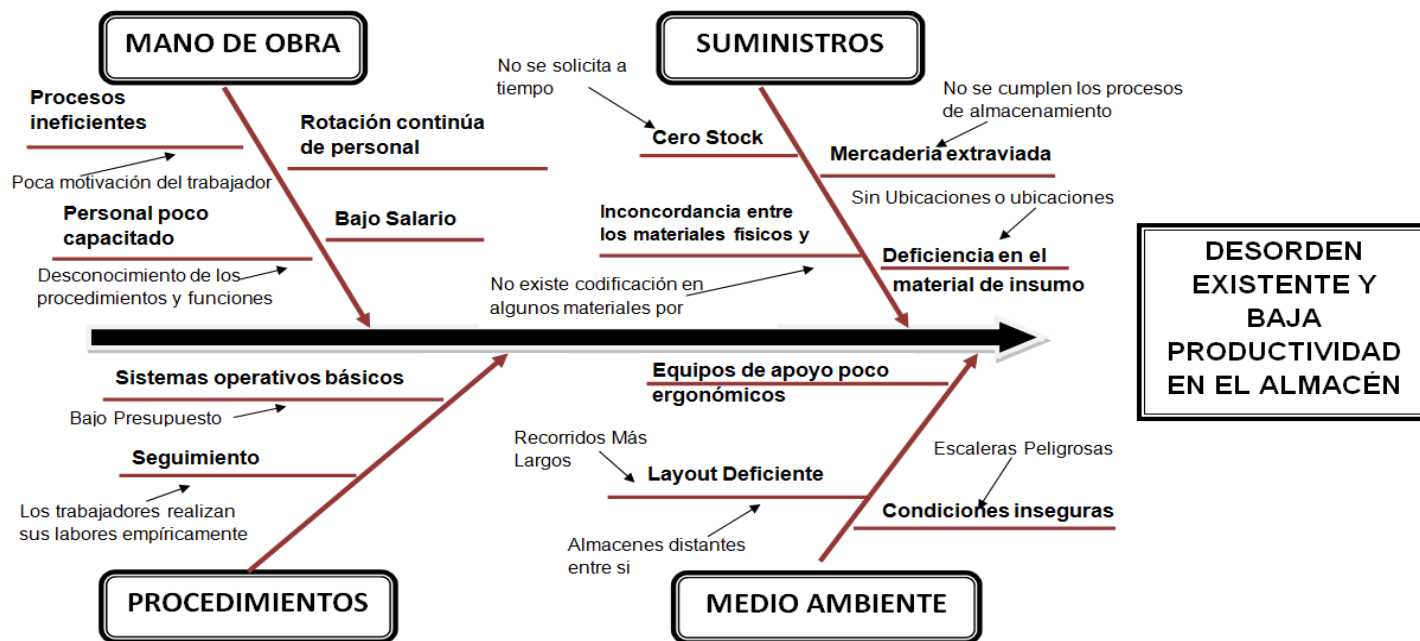 MANO DE OBRA
Procesos
ineficientes
Poca motivación del trabajador
Rotación continúa
de personal
Personal poco
capacitado
Desconocimiento de los
procedimientos y funciones
Bajo Salario
SUMINISTROS
No se solicita a
tiempo
Cero Stock
No se cumplen los procesos
de almacenamiento
Mercaderia extraviada
Inconcordancia entre
los materiales físicos y
No existe codificación en
algunos materiales por
Sin Ubicaciones o ubicaciones
Deficiencia en el
material de insumo
DESORDEN
EXISTENTE Y
BAJA
PRODUCTIVIDAD
EN EL ALMACÉN
Sistemas operativos básicos
Bajo Presupuesto
Seguimiento
Los trabajadores realizan
sus labores empíricamente
PROCEDIMIENTOS
Equipos de apoyo poco
ergonómicos
Recorridos Más
Largos
Layout Deficiente
Almacenes distantes
entre si
Escaleras Peligrosas
Condiciones inseguras
MEDIO AMBIENTE